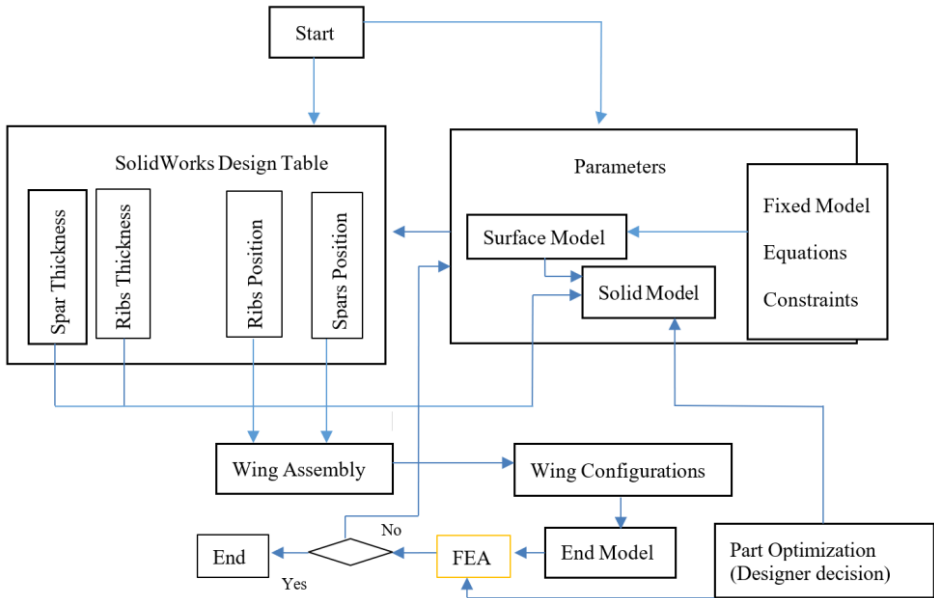 Start
SolidWorks Design Table
Spar Thickness
Ribs Thickness
Ribs Position
Spars Position
Parameters
Fixed Model
Equations
Constraints
Surface Model
Solid Model
Wing Assembly
Wing Configurations
No
End
Yes
FEA
End Model
Part Optimization
(Designer decision)